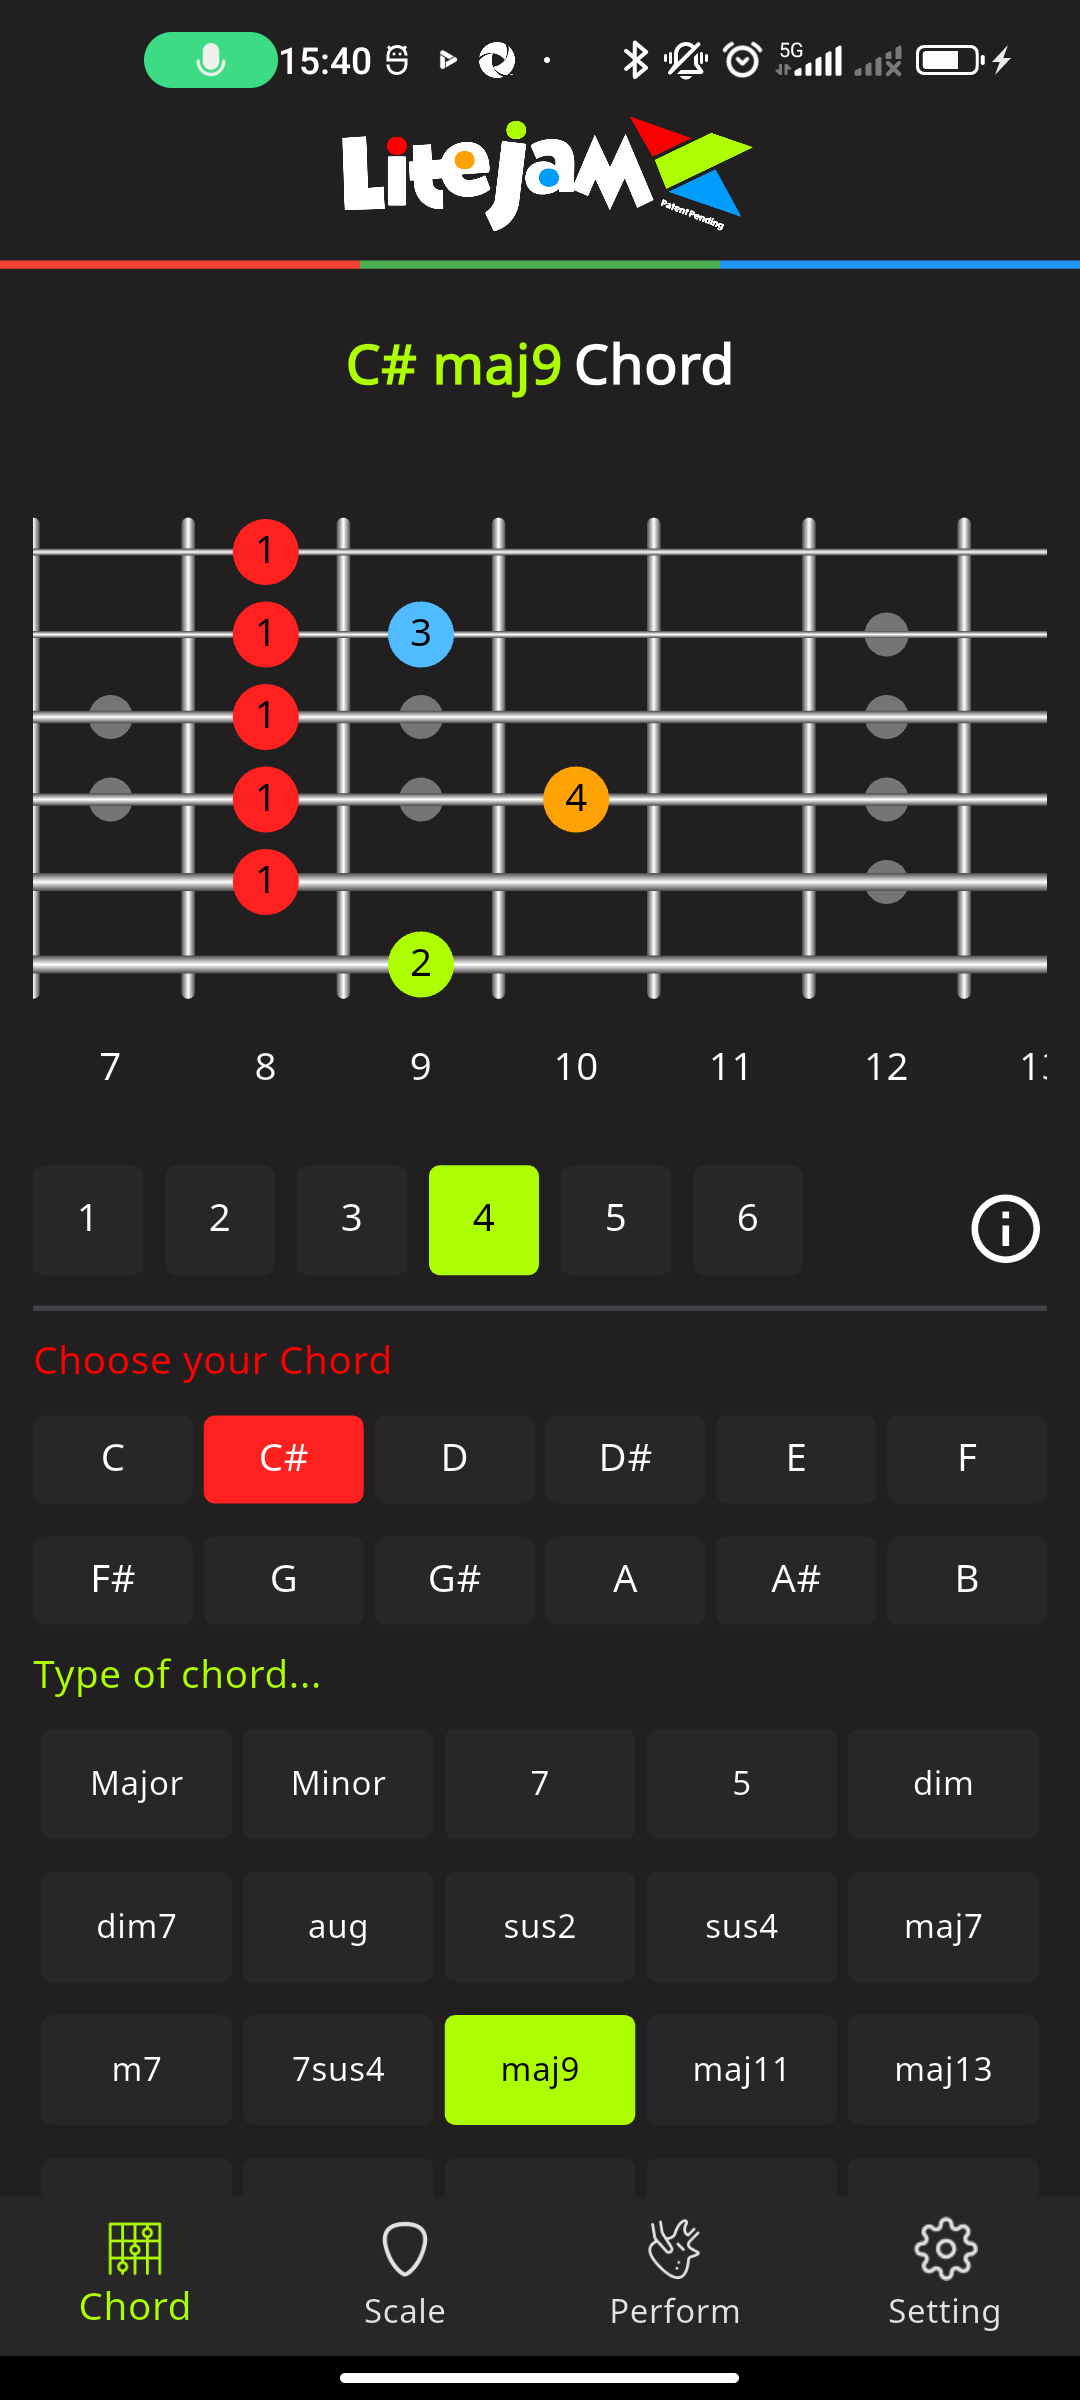 15:40
5G
Litejam
Patent Pending
C# maj9 Chord
1
1 3
1
1 4
1
2
7 8 9 10 11 12
1 2 3 4 5 6
Choose your Chord
C C# D D# E F
F# G G# A A# B
Type of chord...
Major Minor 7 5 dim
dim7 aug sus2 sus4 maj7
m7 7sus4 maj9 maj11 maj13
Chord Scale Perform Setting